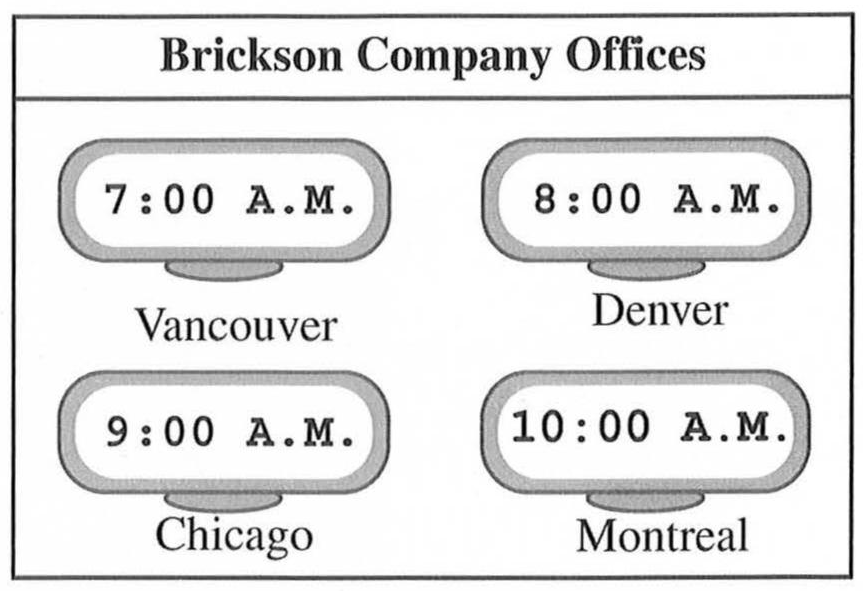 Brickson Company Offices
7:00 A.M.
8:00 A.M.
Vancouver
Denver
9:00 A.M.
10:00 A.M.
Chicago
Montreal